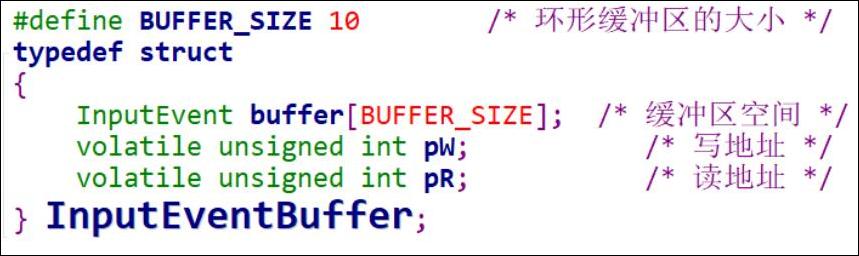 #define BUFFER_SIZE 10 /* 环形缓冲区的大小 */
typedef struct
{
    InputEvent buffer[BUFFER_SIZE]; /* 缓冲区空间 */
    volatile unsigned int pW; /* 写地址 */
    volatile unsigned int pR; /* 读地址 */
} InputEventBuffer;